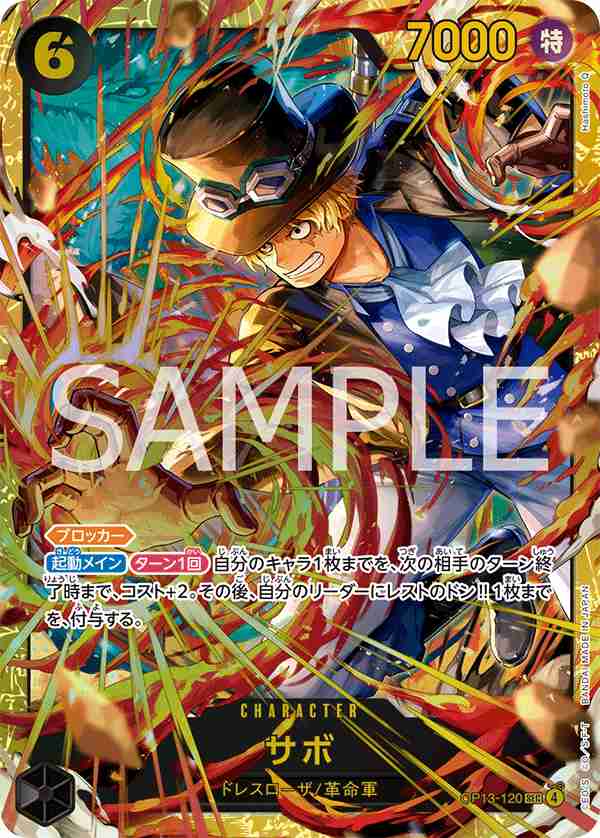 6
7000
特
Hashimoto Q
SAMPLE
ブロッカー
起動メイン ターン1回 自分のキャラ1枚までを、次の相手のターン終
了時まで、コスト+2。その後、自分のリーダーにレストのドン!!1枚まで
を、付与する。
CHARACTER
サボ
ドレスローザ/革命軍
OP13-120 SEC 4
BANDAI MADE IN JAPAN